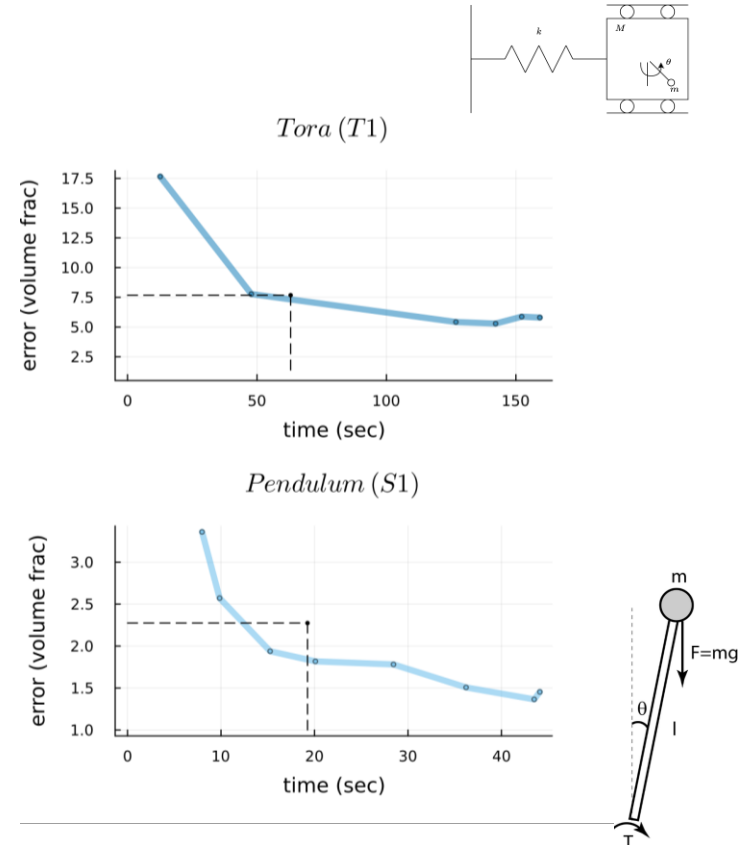 k
M
θ
m
Tora (T1)
error (volume frac)
17.5
15.0
12.5
10.0
7.5
5.0
2.5
0 50 100 150
time (sec)
Pendulum (S1)
error (volume frac)
3.0
2.5
2.0
1.5
1.0
0 10 20 30 40
time (sec)
m
F=mg
θ
l
T